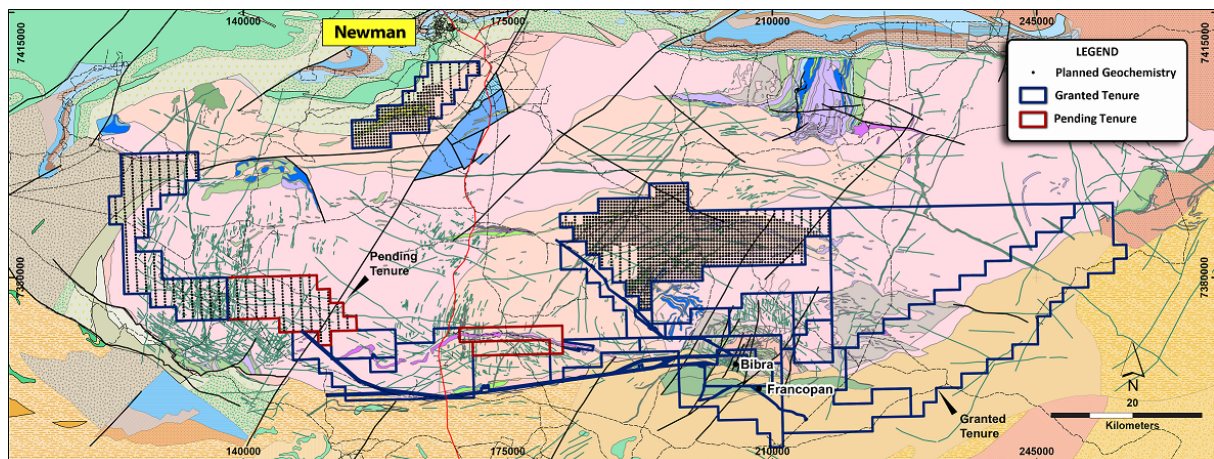 140000
175000
210000
245000
7415000
7415000
Newman
LEGEND
Planned Geochemistry
Granted Tenure
Pending Tenure
Pending
Tenure
7380000
7380000
Bibra
Francopan
N
20
Kilometers
Granted
Tenure
140000
175000
210000
245000